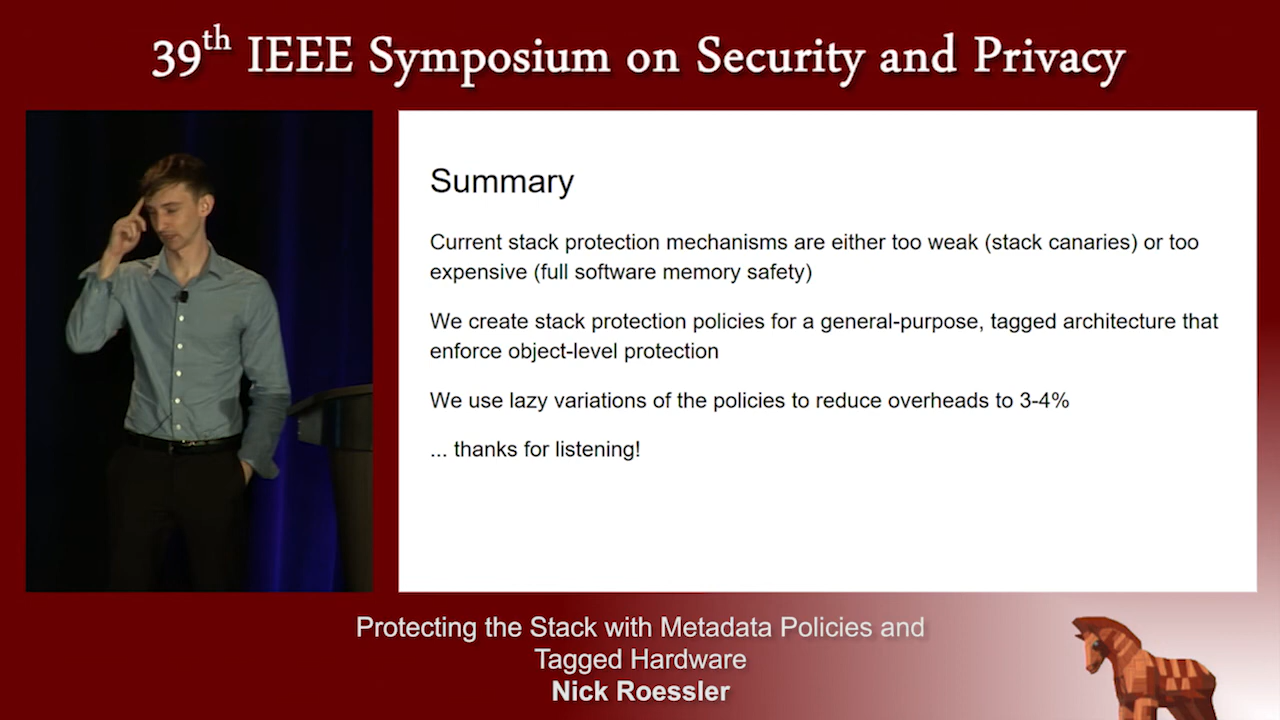 39th IEEE Symposium on Security and Privacy
Summary
Current stack protection mechanisms are either too weak (stack canaries) or too
expensive (full software memory safety)
We create stack protection policies for a general-purpose, tagged architecture that
enforce object-level protection
We use lazy variations of the policies to reduce overheads to 3-4%
... thanks for listening!
Protecting the Stack with Metadata Policies and
Tagged Hardware
Nick Roessler